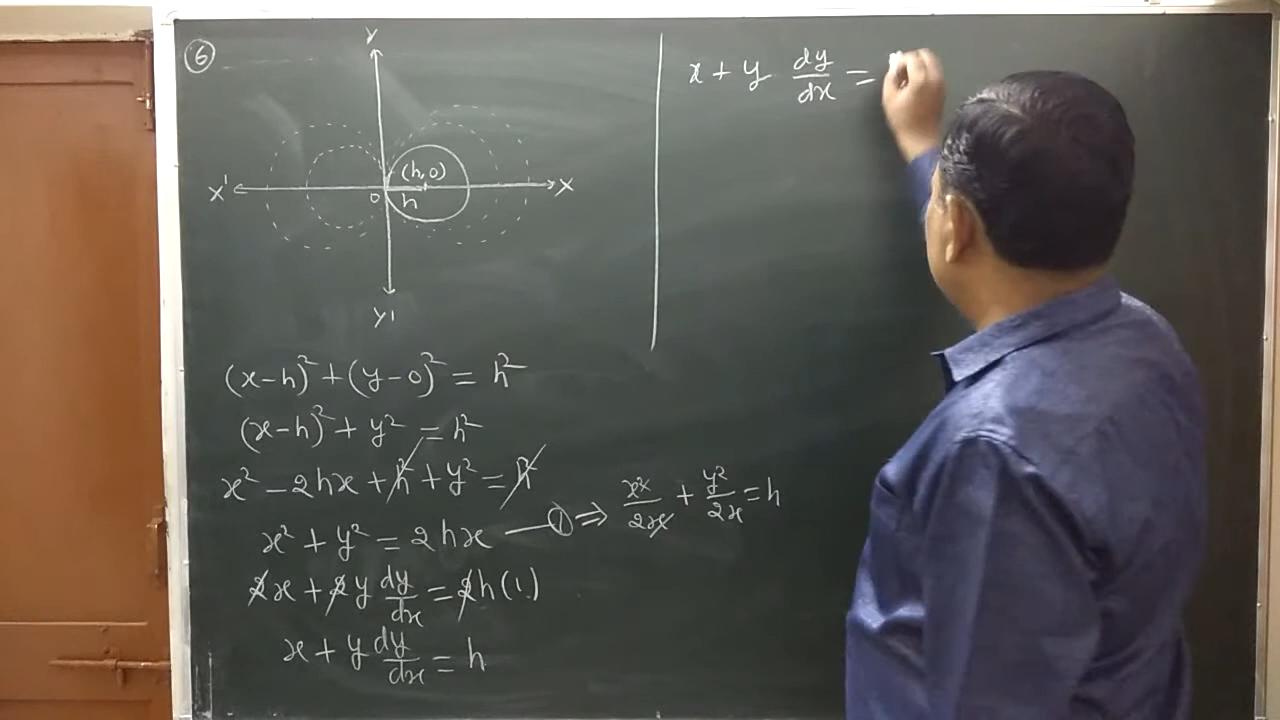 6
Y
(h,0)
X' O h X
Y'
(x-h)² + (y-0)² = h²
(x-h)² + y² = h²
x² - 2hx + h² + y² = h²
x² + y² = 2hx — ① ⇒ x²/2x + y²/2x = h
2x + 2y dy/dx = 2h(1)
x + y dy/dx = h
x + y dy/dx =